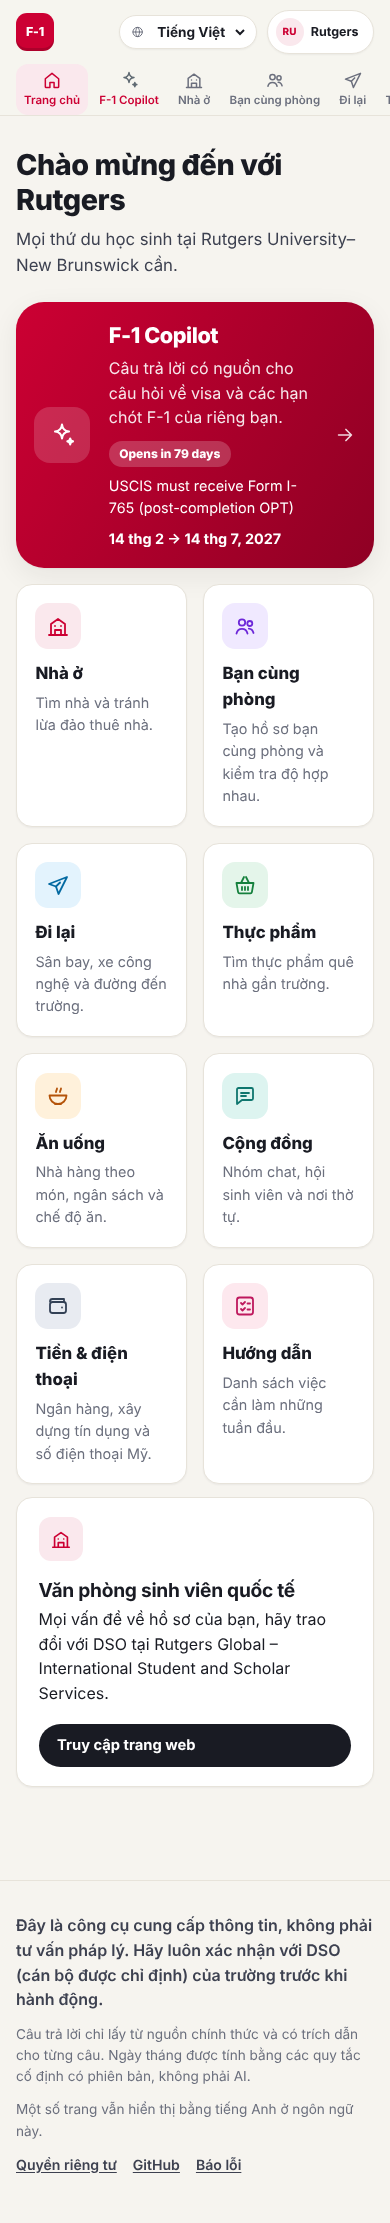 F-1
Tiếng Việt
RU
Rutgers
Trang chủ
F-1 Copilot
Nhà ở
Bạn cùng phòng
Đi lại
Chào mừng đến với
Rutgers
Mọi thứ du học sinh tại Rutgers University–
New Brunswick cần.
F-1 Copilot
Câu trả lời có nguồn cho
câu hỏi về visa và các hạn
chót F-1 của riêng bạn.
Opens in 79 days
USCIS must receive Form I-
765 (post-completion OPT)
14 thg 2 → 14 thg 7, 2027
Nhà ở
Tìm nhà và tránh
lừa đảo thuê nhà.
Bạn cùng
phòng
Tạo hồ sơ bạn
cùng phòng và
kiểm tra độ hợp
nhau.
Đi lại
Sân bay, xe công
nghệ và đường đến
trường.
Thực phẩm
Tìm thực phẩm quê
nhà gần trường.
Ăn uống
Nhà hàng theo
món, ngân sách và
chế độ ăn.
Cộng đồng
Nhóm chat, hội
sinh viên và nơi thờ
tự.
Tiền & điện
thoại
Ngân hàng, xây
dựng tín dụng và
số điện thoại Mỹ.
Hướng dẫn
Danh sách việc
cần làm những
tuần đầu.
Văn phòng sinh viên quốc tế
Mọi vấn đề về hồ sơ của bạn, hãy trao
đổi với DSO tại Rutgers Global –
International Student and Scholar
Services.
Truy cập trang web
Đây là công cụ cung cấp thông tin, không phải
tư vấn pháp lý. Hãy luôn xác nhận với DSO
(cán bộ được chỉ định) của trường trước khi
hành động.
Câu trả lời chỉ lấy từ nguồn chính thức và có trích dẫn
cho từng câu. Ngày tháng được tính bằng các quy tắc
cố định có phiên bản, không phải AI.
Một số trang vẫn hiển thị bằng tiếng Anh ở ngôn ngữ
này.
Quyền riêng tư
GitHub
Báo lỗi